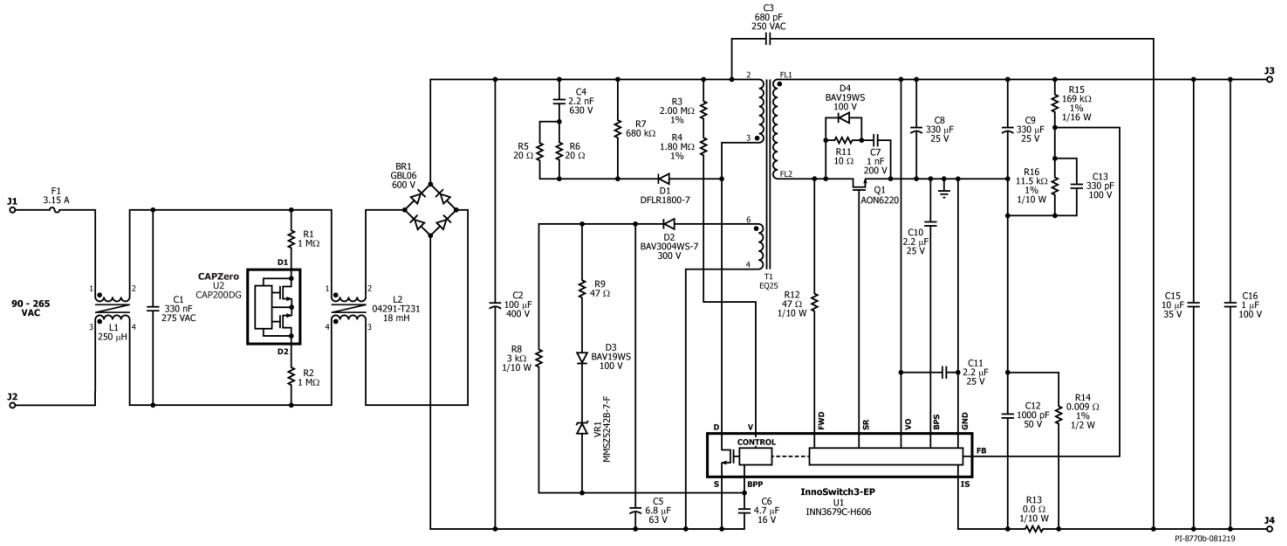 C3
680 pF
250 VAC
J3
2
FL1
C4
2.2 nF
630 V
R3
2.00 MΩ
1%
D4
BAV19WS
100 V
R15
169 kΩ
1%
1/16 W
R7
680 kΩ
C8
330 μF
25 V
C9
330 μF
25 V
R4
1.80 MΩ
1%
3
R5
20 Ω
R6
20 Ω
R11
10 Ω
C7
1 nF
200 V
BR1
GBL06
600 V
FL2
R16
11.5 kΩ
1%
1/10 W
C13
330 pF
100 V
D1
DFLR1800-7
Q1
AON6220
F1
3.15 A
J1
R1
1 MΩ
6
D2
BAV3004WS-7
300 V
C10
2.2 μF
25 V
D1
CAPZero
U2
CAP200DG
4
T1
EQ25
R9
47 Ω
R12
47 Ω
1/10 W
1
2
1
2
90 - 265
VAC
C1
330 nF
275 VAC
L2
04291-T231
18 mH
C2
100 μF
400 V
C15
10 μF
35 V
C16
1 μF
100 V
3
4
L1
250 μH
3
4
D2
R8
3 kΩ
1/10 W
D3
BAV19WS
100 V
C11
2.2 μF
25 V
R2
1 MΩ
J2
VR1
MMSZ5242B-7-F
C12
1000 pF
50 V
R14
0.009 Ω
1%
1/2 W
D
V
FWD
SR
VO
BPS
GND
CONTROL
FB
S
BPP
IS
InnoSwitch3-EP
U1
INN3679C-H606
C5
6.8 μF
63 V
C6
4.7 μF
16 V
R13
0.0 Ω
1/10 W
J4
PI-8770b-081219